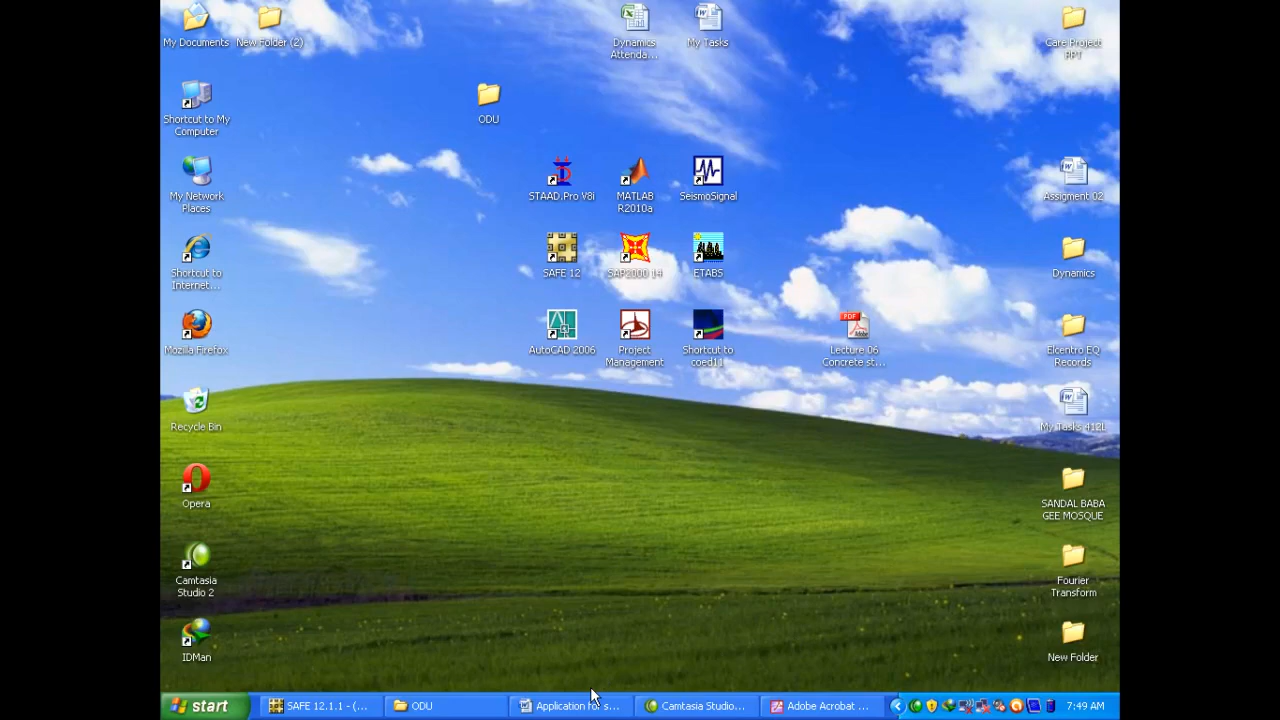 My Documents
New Folder (2)
Dynamics
Attenda...
My Tasks
Care Project
PPT
Shortcut to My
Computer
ODU
My Network
Places
STAAD.Pro V8i
MATLAB
R2010a
SeismoSignal
Assigment 02
Shortcut to
Internet...
SAFE 12
SAP2000 14
ETABS
Dynamics
Mozilla Firefox
AutoCAD 2006
Project
Management
Shortcut to
coed11
PDF
Adobe
Lecture 06
Concrete st...
Elcentro EQ
Records
Recycle Bin
My Tasks 412L
Opera
SANDAL BABA
GEE MOSQUE
Camtasia
Studio 2
Fourier
Transform
IDMan
New Folder
start
SAFE 12.1.1 - (...
ODU
Application for s...
Camtasia Studio...
Adobe Acrobat ...
7:49 AM